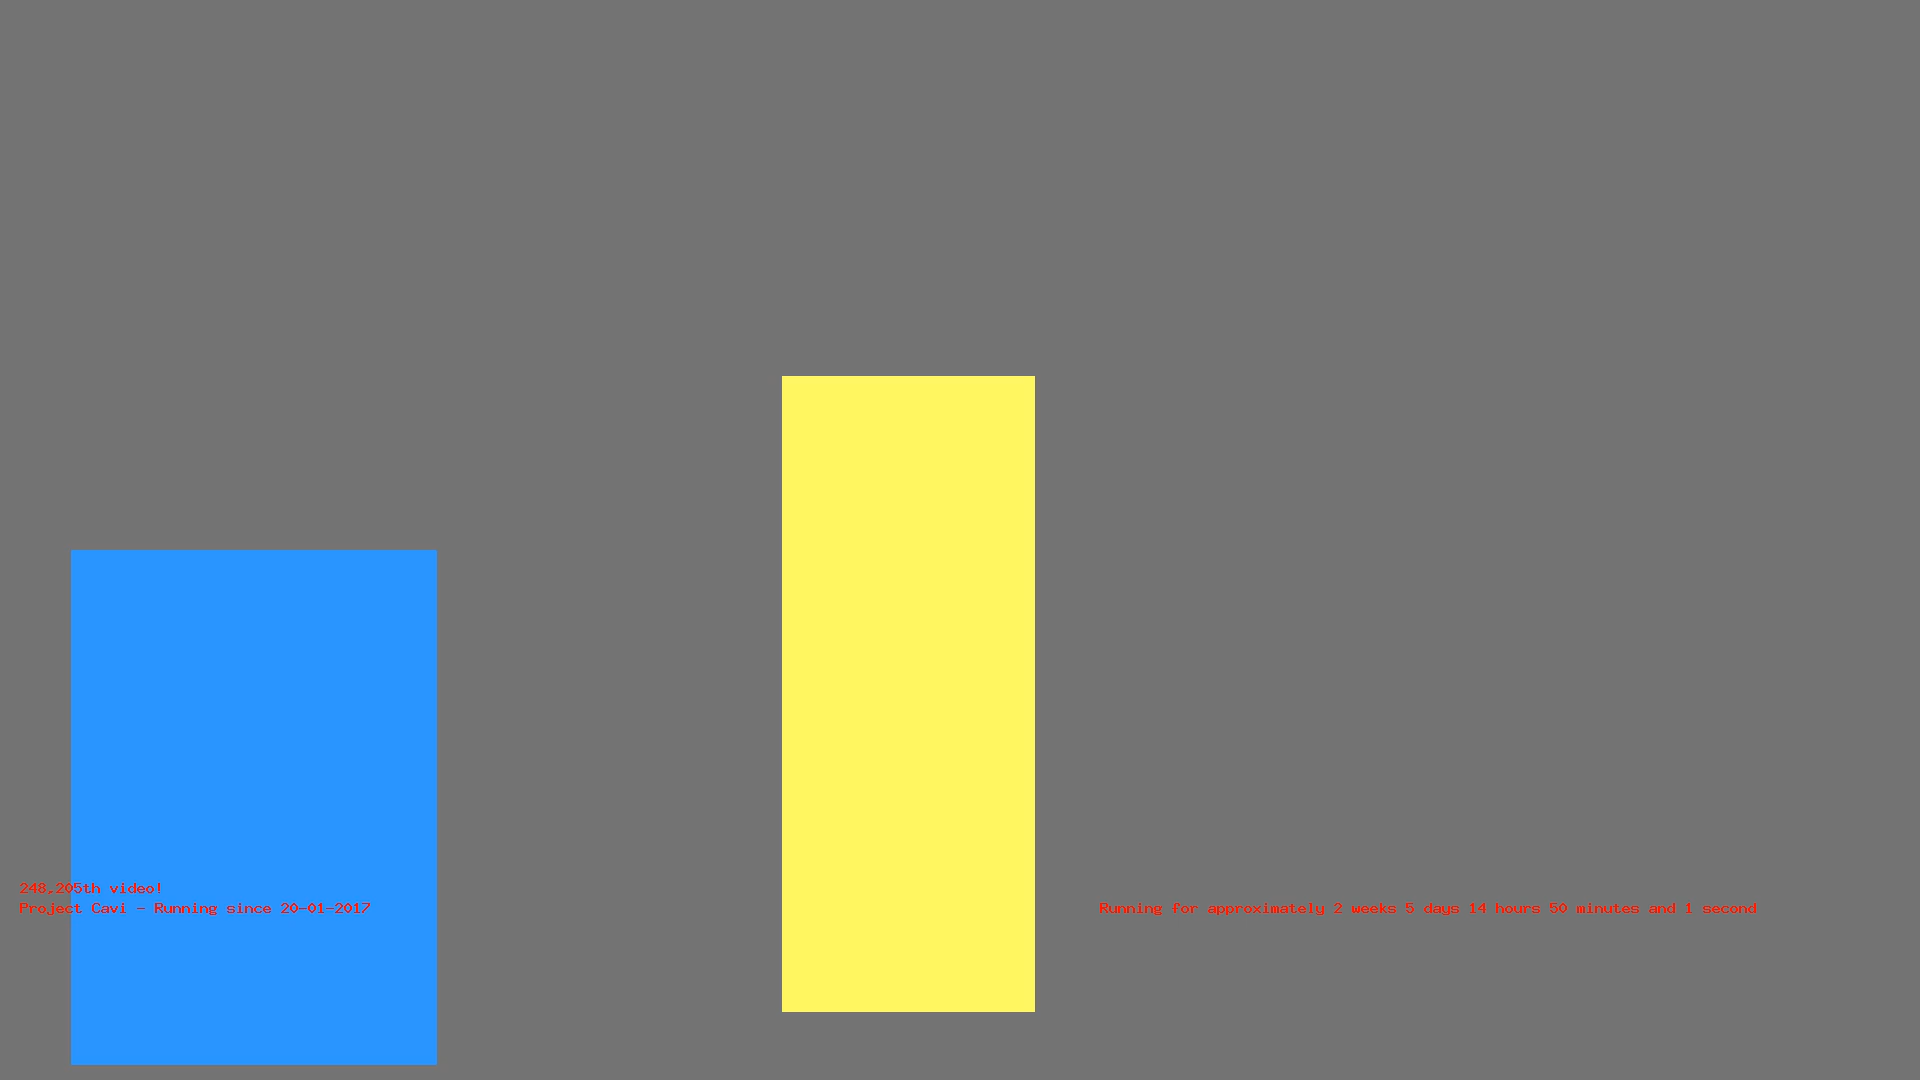 248,205th video!
Project Cavi - Running since 20-01-2017
Running for approximately 2 weeks 5 days 14 hours 50 minutes and 1 second